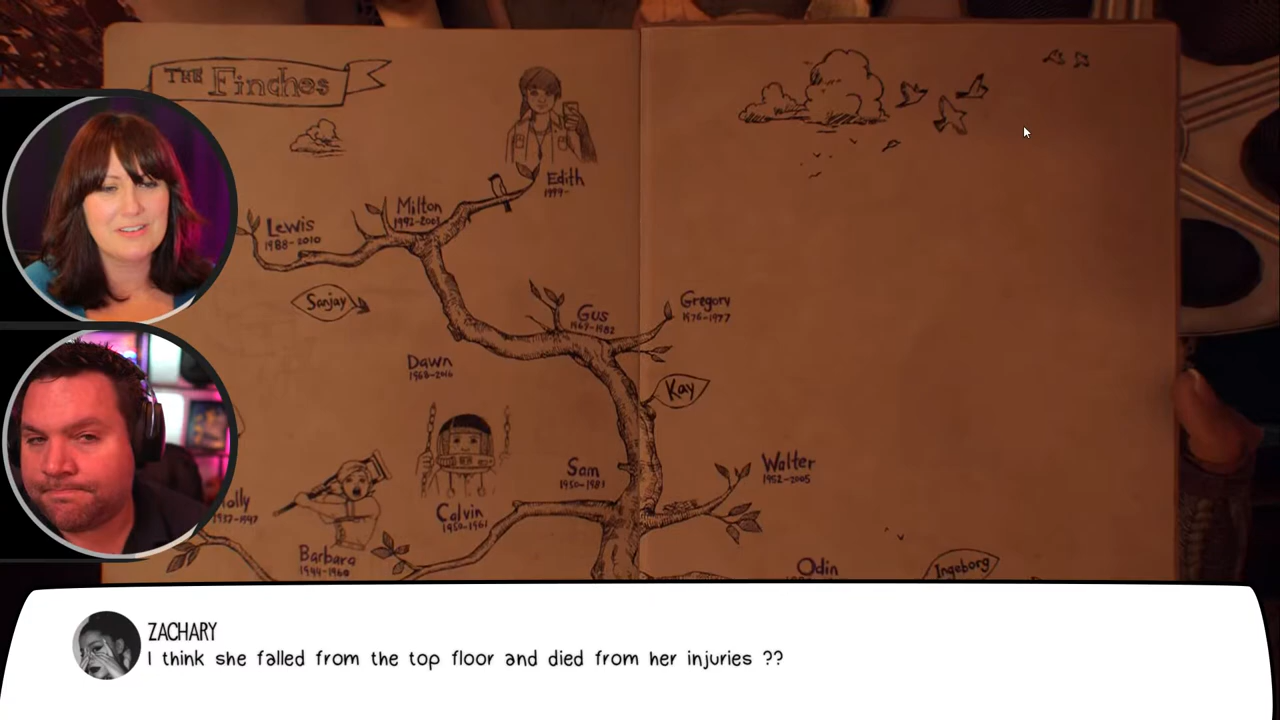 THE Finches
Edith
1999-
Milton
1992-2003
Lewis
1988-2010
Sanjay
Gus
1969-1982
Gregory
1976-1977
Dawn
1968-2016
Kay
Sam
1950-1983
Walter
1952-2005
Calvin
1950-1961
Barbara
1944-1960
Odin
Ingeborg
ZACHARY
I think she falled from the top floor and died from her injuries ??